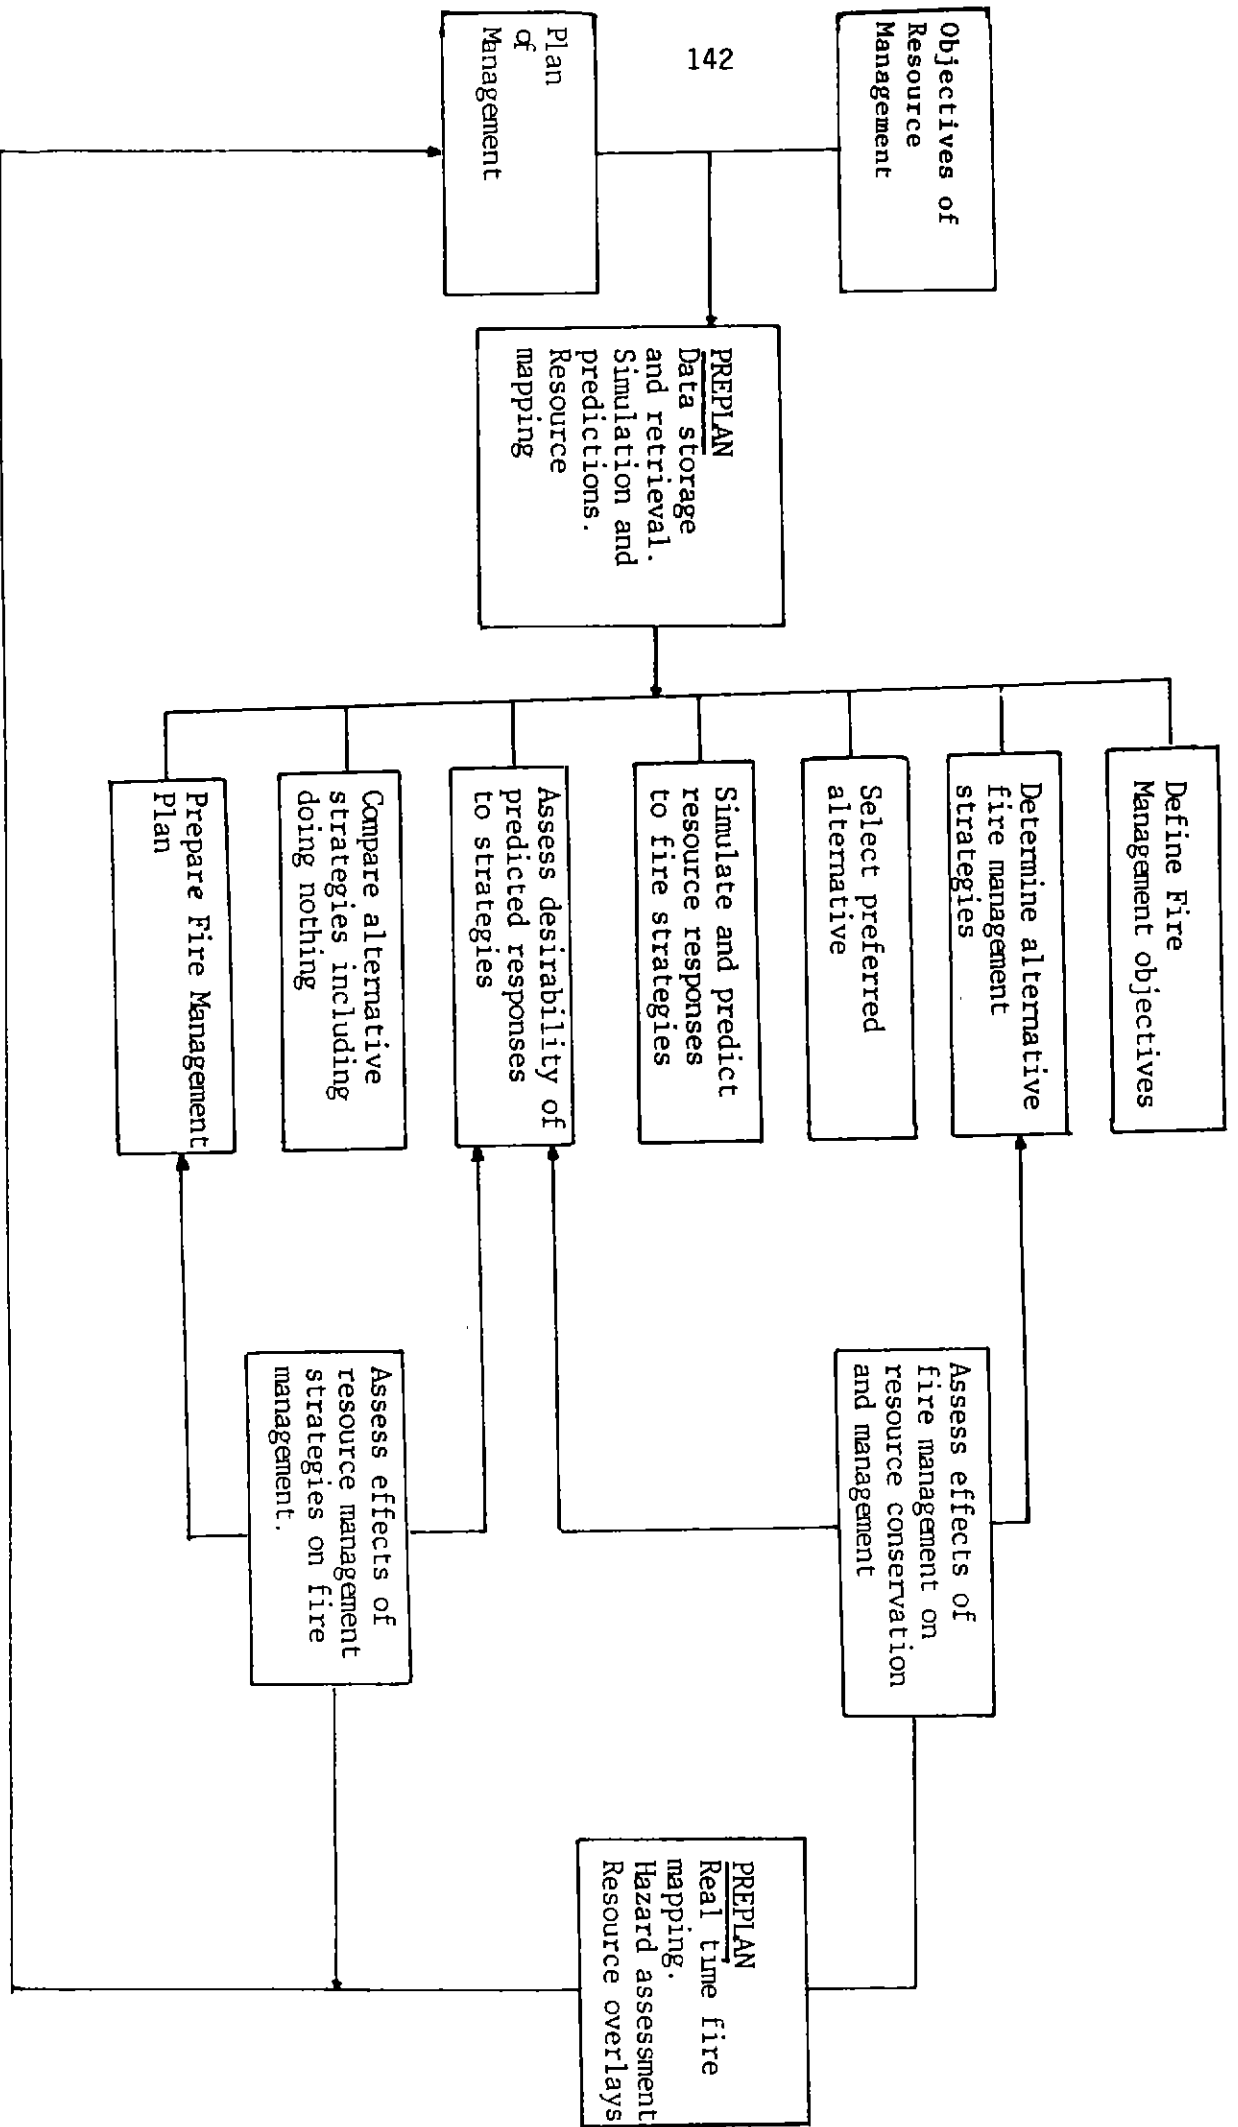 142
Objectives of
Resource
Management
Plan
of
Management
PREPLAN
Data storage
and retrieval.
Simulation and
predictions.
Resource
mapping
Define Fire
Management objectives
Determine alternative
fire management
strategies
Select preferred
alternative
Simulate and predict
resource responses
to fire strategies
Assess desirability of
predicted responses
to strategies
Compare alternative
strategies including
doing nothing
Prepare Fire Management
Plan
Assess effects of
fire management on
resource conservation
and management
Assess effects of
resource management
strategies on fire
management.
PREPLAN
Real time fire
mapping.
Hazard assessment
Resource overlays